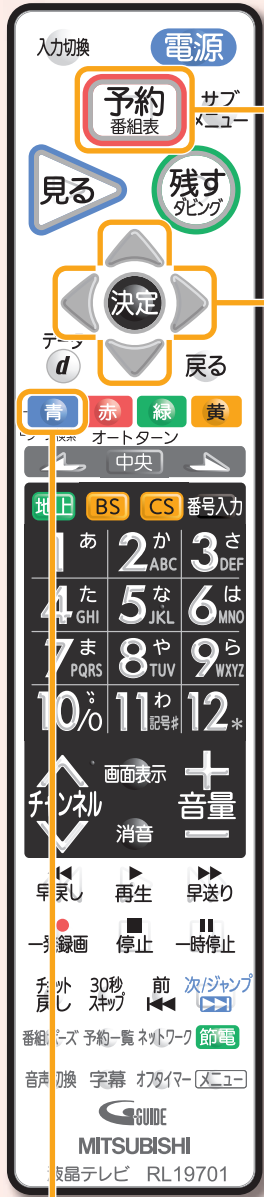 入力切換 電源
予約
番組表
サブ
メニュー
見る
残す
ダビング
決定
データ
d
戻る
青 赤 緑 黄
オートターン
中央
地上 BS CS 番号入力
1 あ 2 か ABC 3 さ DEF
4 た GHI 5 な JKL 6 は MNO
7 ま PQRS 8 や TUV 9 ら WXYZ
10/0 ゛゜ 11 わ 記号# 12 *
画面表示
チャンネル 音量
消音
早戻し 再生 早送り
一発録画 停止 一時停止
チョット
戻し
30秒
スキップ
前
次/ジャンプ
番組ポーズ 予約一覧 ネットワーク 節電
音声切換 字幕 オフタイマー メニュー
G-GUIDE
MITSUBISHI
液晶テレビ RL19701